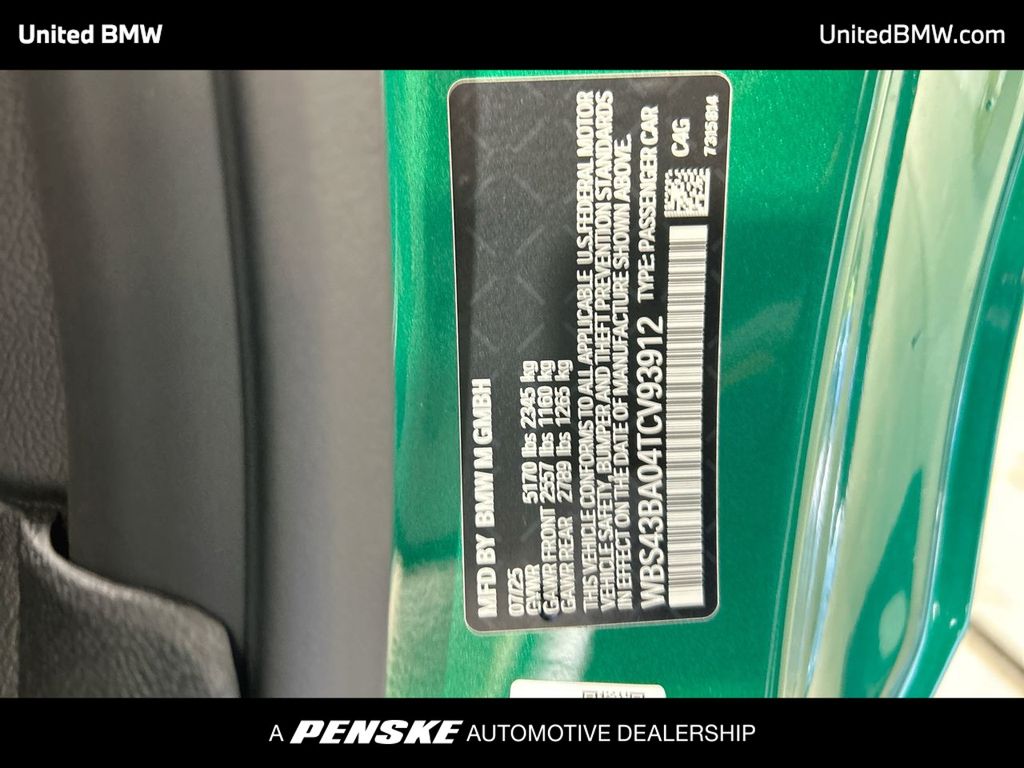 United BMW
UnitedBMW.com
MFD BY BMW M GMBH
07/25
GVWR 5170 lbs 2345 kg
GAWR FRONT 2557 lbs 1160 kg
GAWR REAR 2789 lbs 1265 kg
THIS VEHICLE CONFORMS TO ALL APPLICABLE U.S.FEDERAL MOTOR
VEHICLE SAFETY, BUMPER AND THEFT PREVENTION STANDARDS
IN EFFECT ON THE DATE OF MANUFACTURE SHOWN ABOVE.
WBS43BA04TCV93912 TYPE: PASSENGER CAR
C4G
7395814
A PENSKE AUTOMOTIVE DEALERSHIP